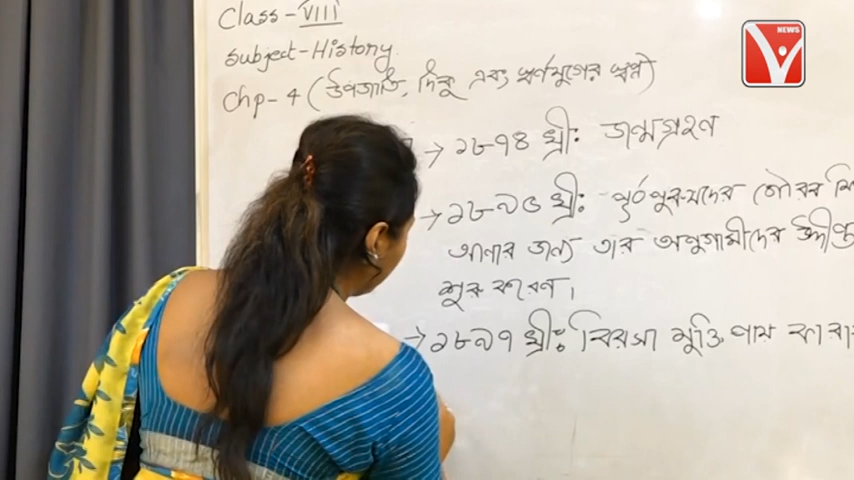 Class-VIII
Subject-History.
Chp-4 (উপজাতি, দিকু এবং স্বর্ণযুগের স্বপ্ন)
→ ১৮৭৪ খ্রীঃ জন্মগ্রহণ
→ ১৮৯৫ খ্রীঃ পূর্বপুরুষদের গৌরব
আনার জন্য তার অনুগামীদের
শুরু করেন।
→ ১৮৯৭ খ্রীঃ বিরসা মুক্তি পায়
NEWS